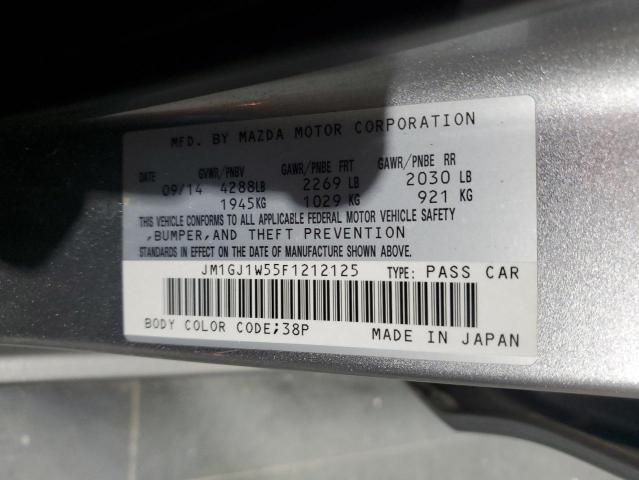 MFD. BY MAZDA MOTOR CORPORATION
DATE GVWR/PNBV GAWR/PNBE FRT GAWR/PNBE RR
09/14 4288LB 2269 LB 2030 LB
1945KG 1029 KG 921 KG
THIS VEHICLE CONFORMS TO ALL APPLICABLE FEDERAL MOTOR VEHICLE SAFETY
,BUMPER,AND THEFT PREVENTION
STANDARDS IN EFFECT ON THE DATE OF MANUFACTURE SHOWN ABOVE.
JM1GJ1W55F1212125 TYPE: PASS CAR
BODY COLOR CODE;38P MADE IN JAPAN